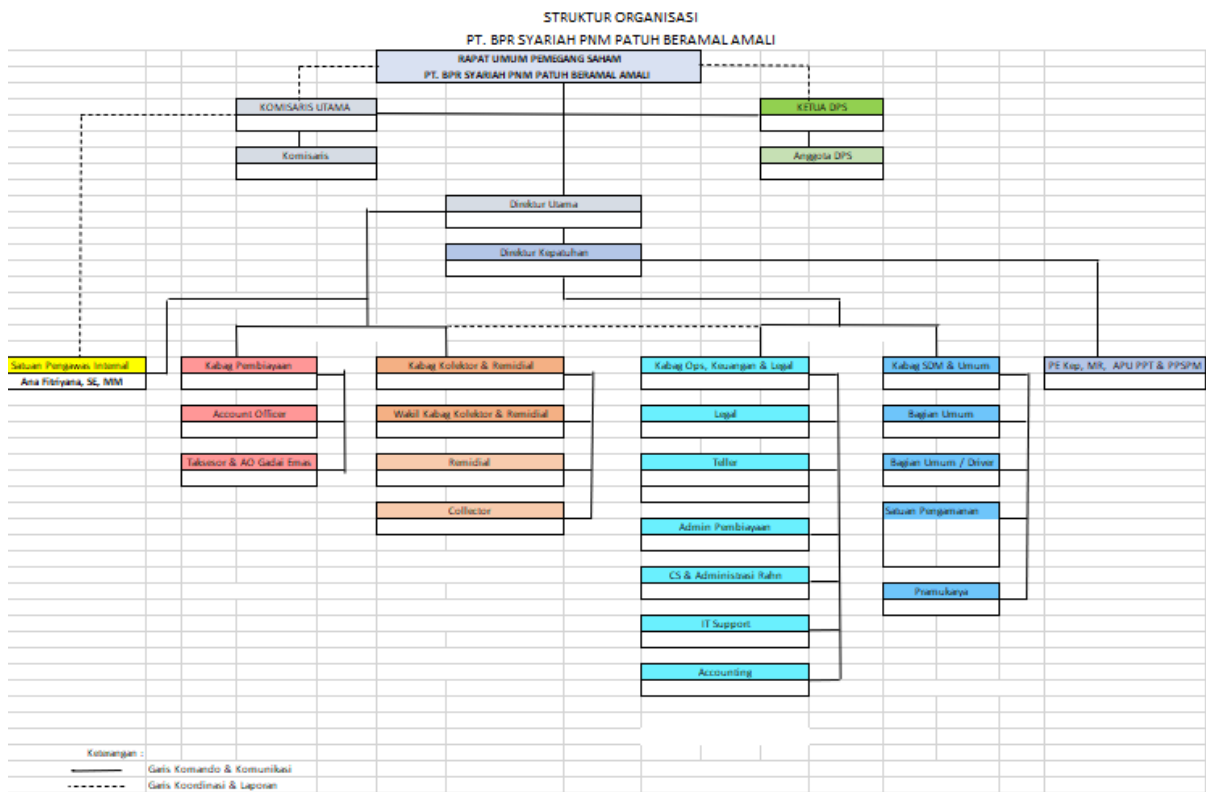 STRUKTUR ORGANISASI
PT. BPR SYARIAH PNM PATUH BERAMAL AMALI
RAPAT UMUM PEMEGANG SAHAM
PT. BPR SYARIAH PNM PATUH BERAMAL AMALI
KOMISARIS UTAMA
KETUA DPS
Komisaris
Anggota DPS
Direktur Utama
Direktur Kepatuhan
Satuan Pengawas Internal
Ana Fitriyana, SE, MM
Kabag Pembiayaan
Account Officer
Taksesor & AO Gadai Emas
Kabag Kolektor & Remidial
Wakil Kabag Kolektor & Remidial
Remidial
Collector
Kabag Ops, Keuangan & Legal
Legal
Teller
Admin Pembiayaan
CS & Administrasi Rahn
IT Support
Accounting
Kabag SDM & Umum
Bagian Umum
Bagian Umum / Driver
Satuan Pengamanan
Pramukarya
PE Kep, MR, APU PPT & PPSPM
Keterangan :
Garis Komando & Komunikasi
Garis Koordinasi & Laporan